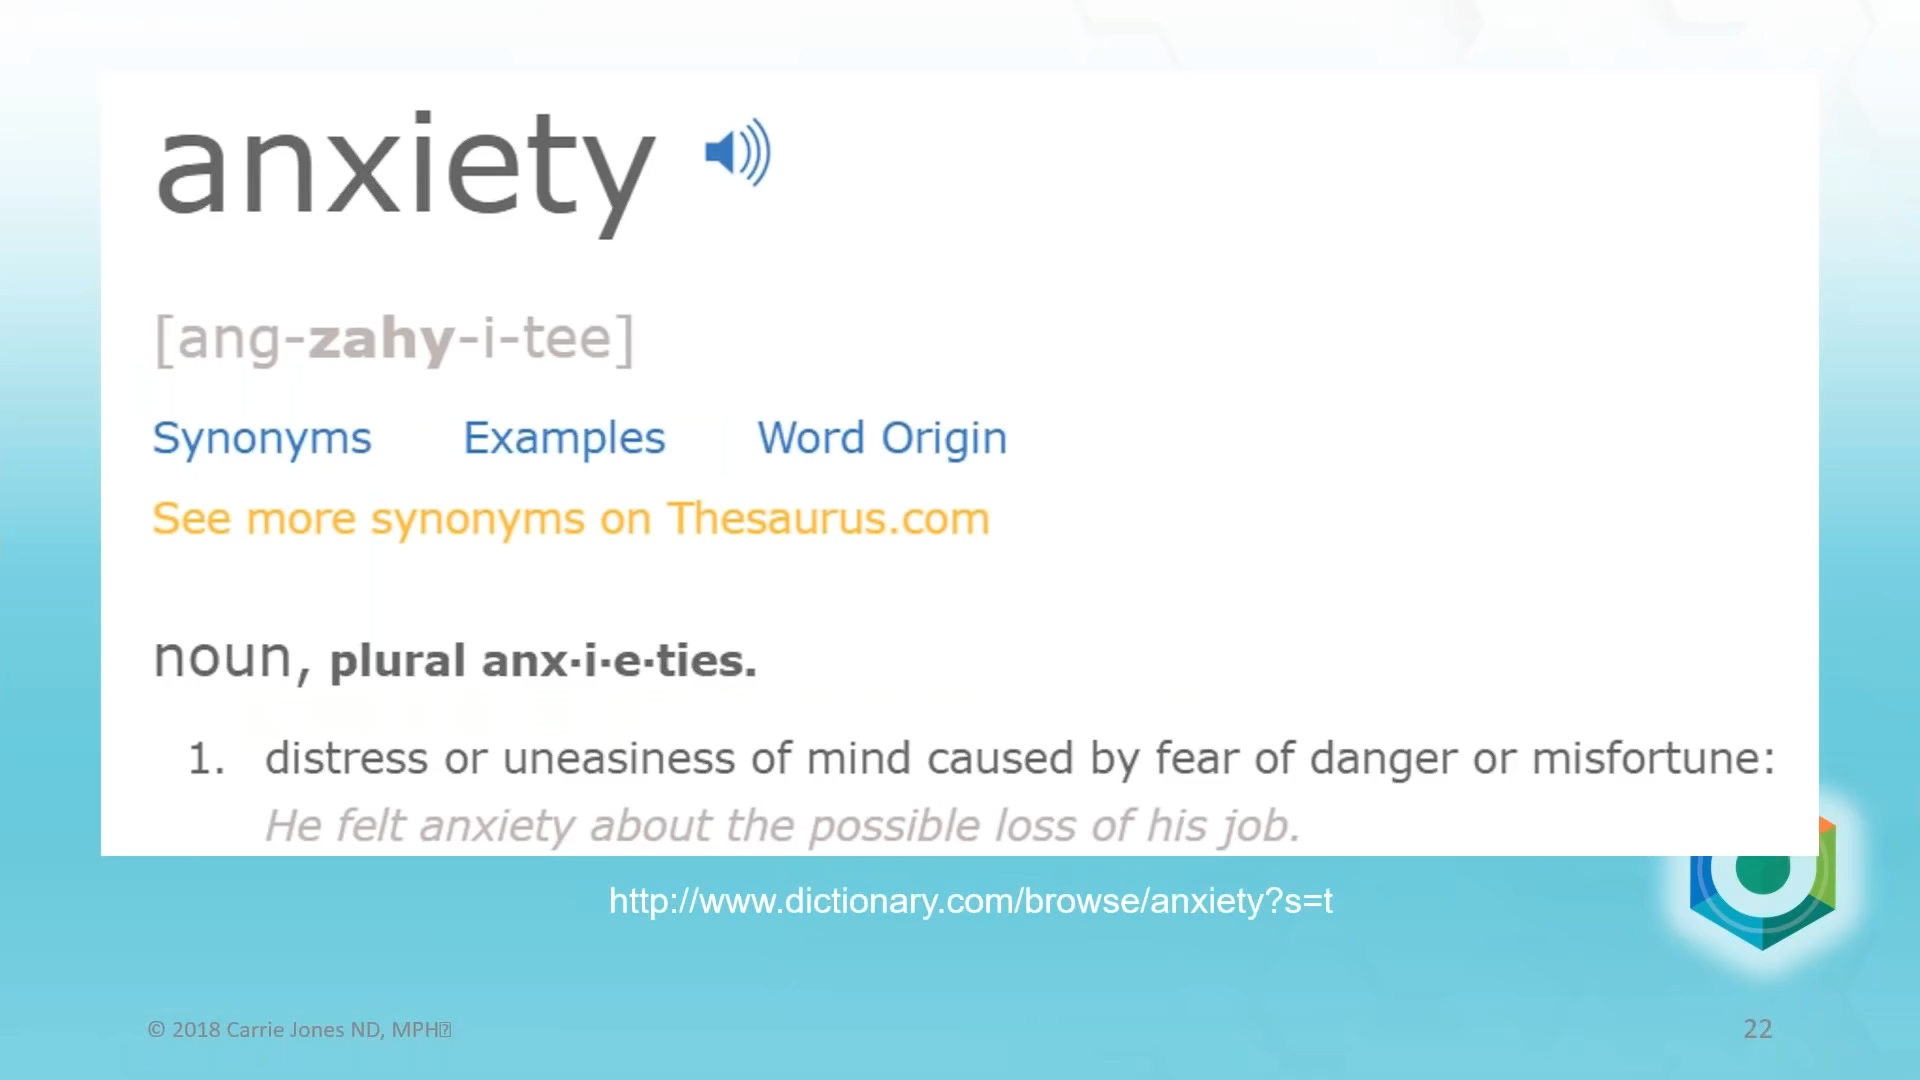 anxiety
[ang-zahy-i-tee]
Synonyms Examples Word Origin
See more synonyms on Thesaurus.com
noun, plural anx·i·e·ties.
1. distress or uneasiness of mind caused by fear of danger or misfortune:
He felt anxiety about the possible loss of his job.
http://www.dictionary.com/browse/anxiety?s=t
© 2018 Carrie Jones ND, MPH
22